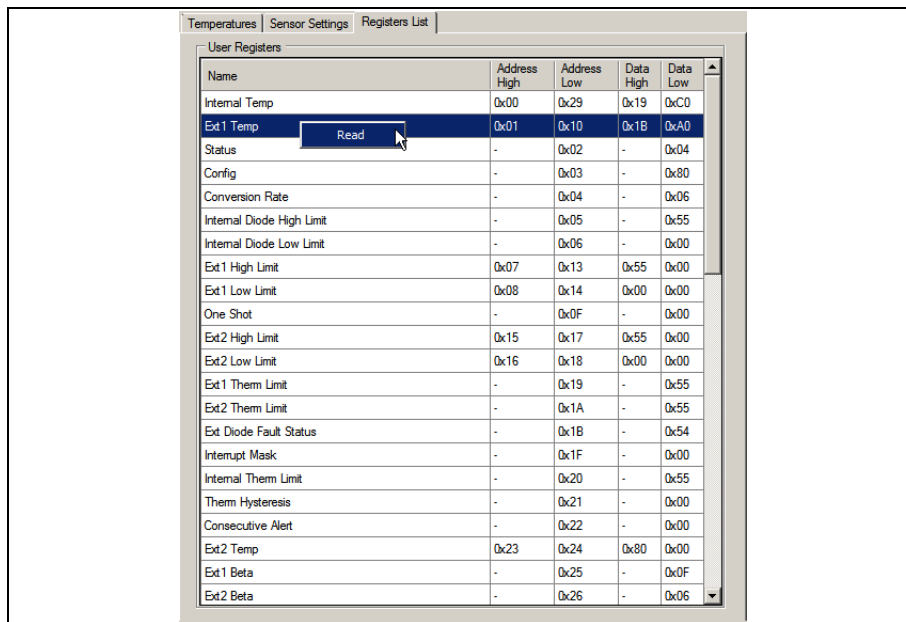 Temperatures Sensor Settings Registers List
User Registers
Name Address High Address Low Data High Data Low
Internal Temp 0x00 0x29 0x19 0xC0
Ext1 Temp Read 0x01 0x10 0x1B 0xA0
Status - 0x02 - 0x04
Config - 0x03 - 0x80
Conversion Rate - 0x04 - 0x06
Internal Diode High Limit - 0x05 - 0x55
Internal Diode Low Limit - 0x06 - 0x00
Ext1 High Limit 0x07 0x13 0x55 0x00
Ext1 Low Limit 0x08 0x14 0x00 0x00
One Shot - 0x0F - 0x00
Ext2 High Limit 0x15 0x17 0x55 0x00
Ext2 Low Limit 0x16 0x18 0x00 0x00
Ext1 Therm Limit - 0x19 - 0x55
Ext2 Therm Limit - 0x1A - 0x55
Ext Diode Fault Status - 0x1B - 0x54
Interrupt Mask - 0x1F - 0x00
Internal Therm Limit - 0x20 - 0x55
Therm Hysteresis - 0x21 - 0x00
Consecutive Alert - 0x22 - 0x00
Ext2 Temp 0x23 0x24 0x80 0x00
Ext1 Beta - 0x25 - 0x0F
Ext2 Beta - 0x26 - 0x06